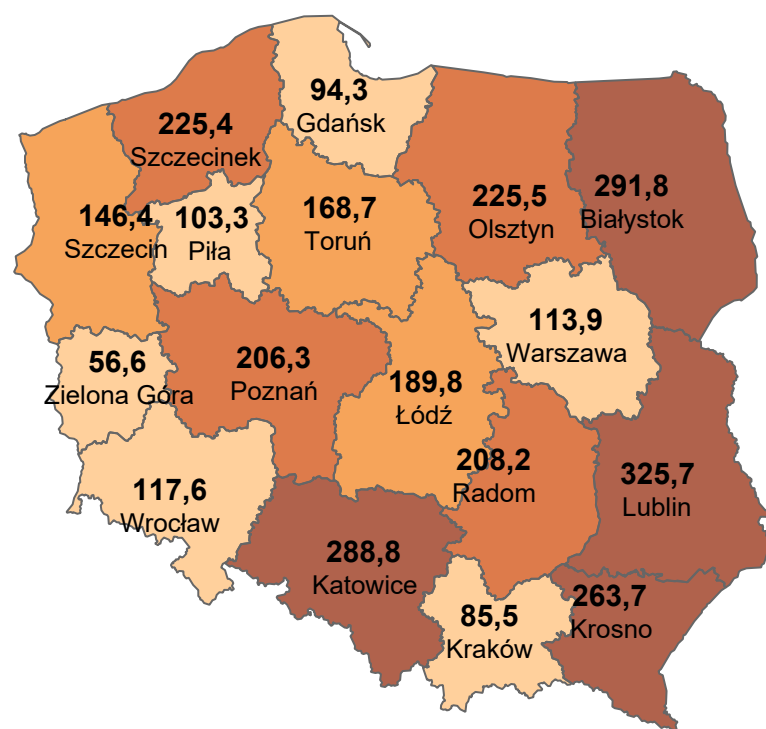 94,3
Gdańsk
225,4
Szczecinek
291,8
Białystok
225,5
Olsztyn
168,7
Toruń
146,4
Szczecin
103,3
Piła
113,9
Warszawa
56,6
Zielona Góra
206,3
Poznań
189,8
Łódź
208,2
Radom
325,7
Lublin
117,6
Wrocław
288,8
Katowice
263,7
Krosno
85,5
Kraków